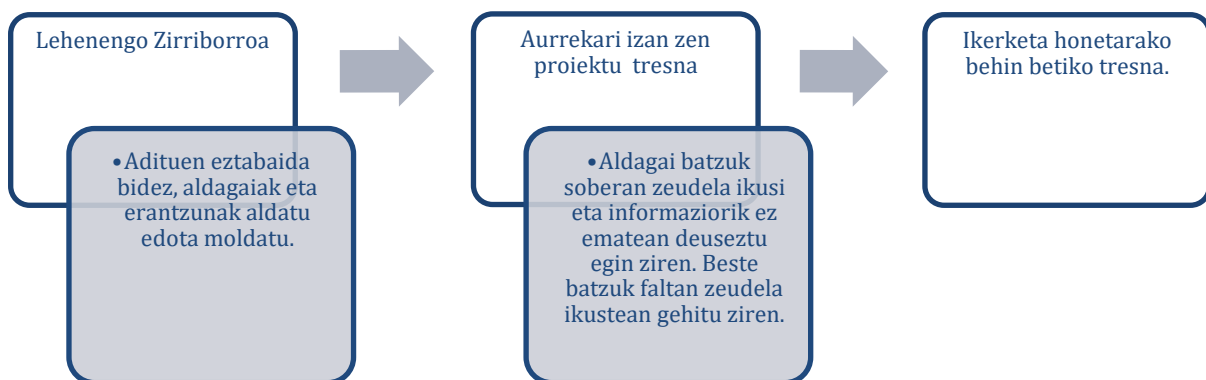 Lehenengo Zirriborroa
•Adituen eztabaida
bidez, aldagaiak eta
erantzunak aldatu
edota moldatu.
Aurrekari izan zen
proiektu tresna
•Aldagai batzuk
soberan zeudela ikusi
eta informaziorik ez
ematean deuseztu
egin ziren. Beste
batzuk faltan zeudela
ikustean gehitu ziren.
Ikerketa honetarako
behin betiko tresna.